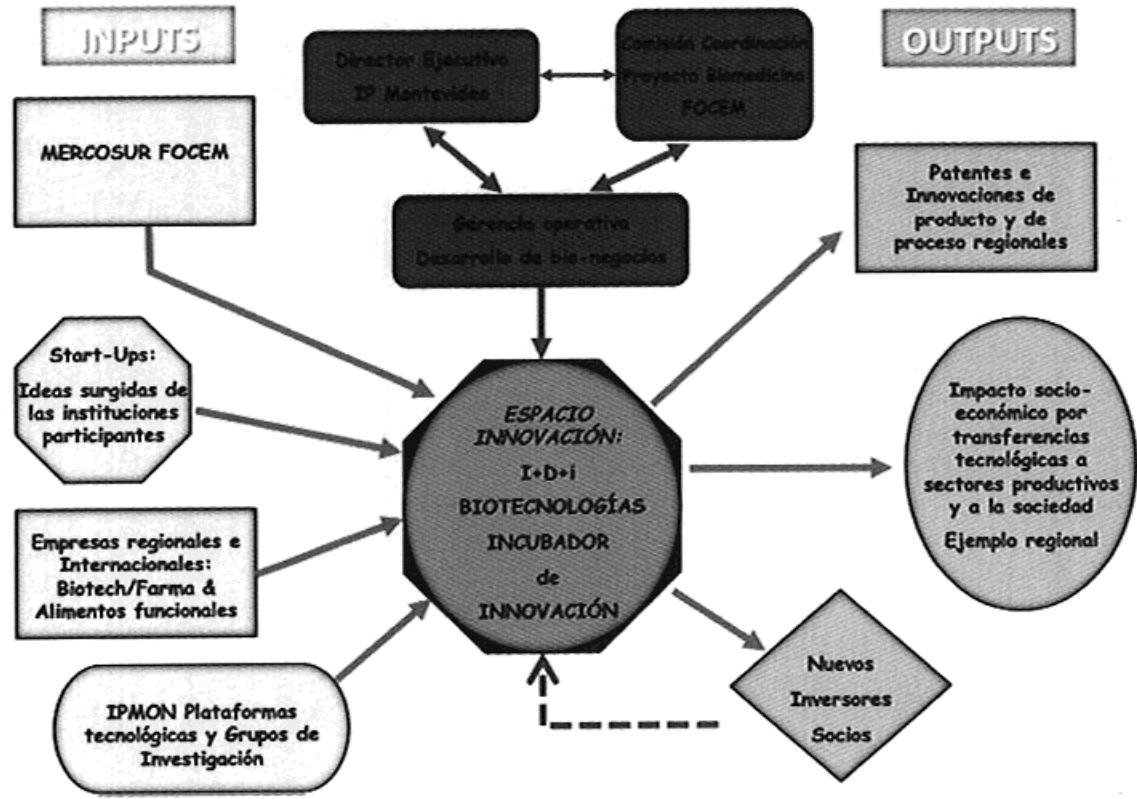 INPUTS
OUTPUTS
Director Ejecutivo
IP Montevideo
Comisión Coordinación
Proyecto Biomedicina
FOCEM
MERCOSUR FOCEM
Gerencia operativa
Desarrollo de bio-negocios
Patentes e
Innovaciones de
producto y de
proceso regionales
Start-Ups:
Ideas surgidas de
las instituciones
participantes
ESPACIO
INNOVACIÓN:
I+D+i
BIOTECNOLOGÍAS
INCUBADOR
de
INNOVACIÓN
Impacto socio-
económico por
transferencias
tecnológicas a
sectores productivos
y a la sociedad
Ejemplo regional
Empresas regionales e
Internacionales:
Biotech/Farma &
Alimentos funcionales
IPMON Plataformas
tecnológicas y Grupos de
Investigación
Nuevos
Inversores
Socios